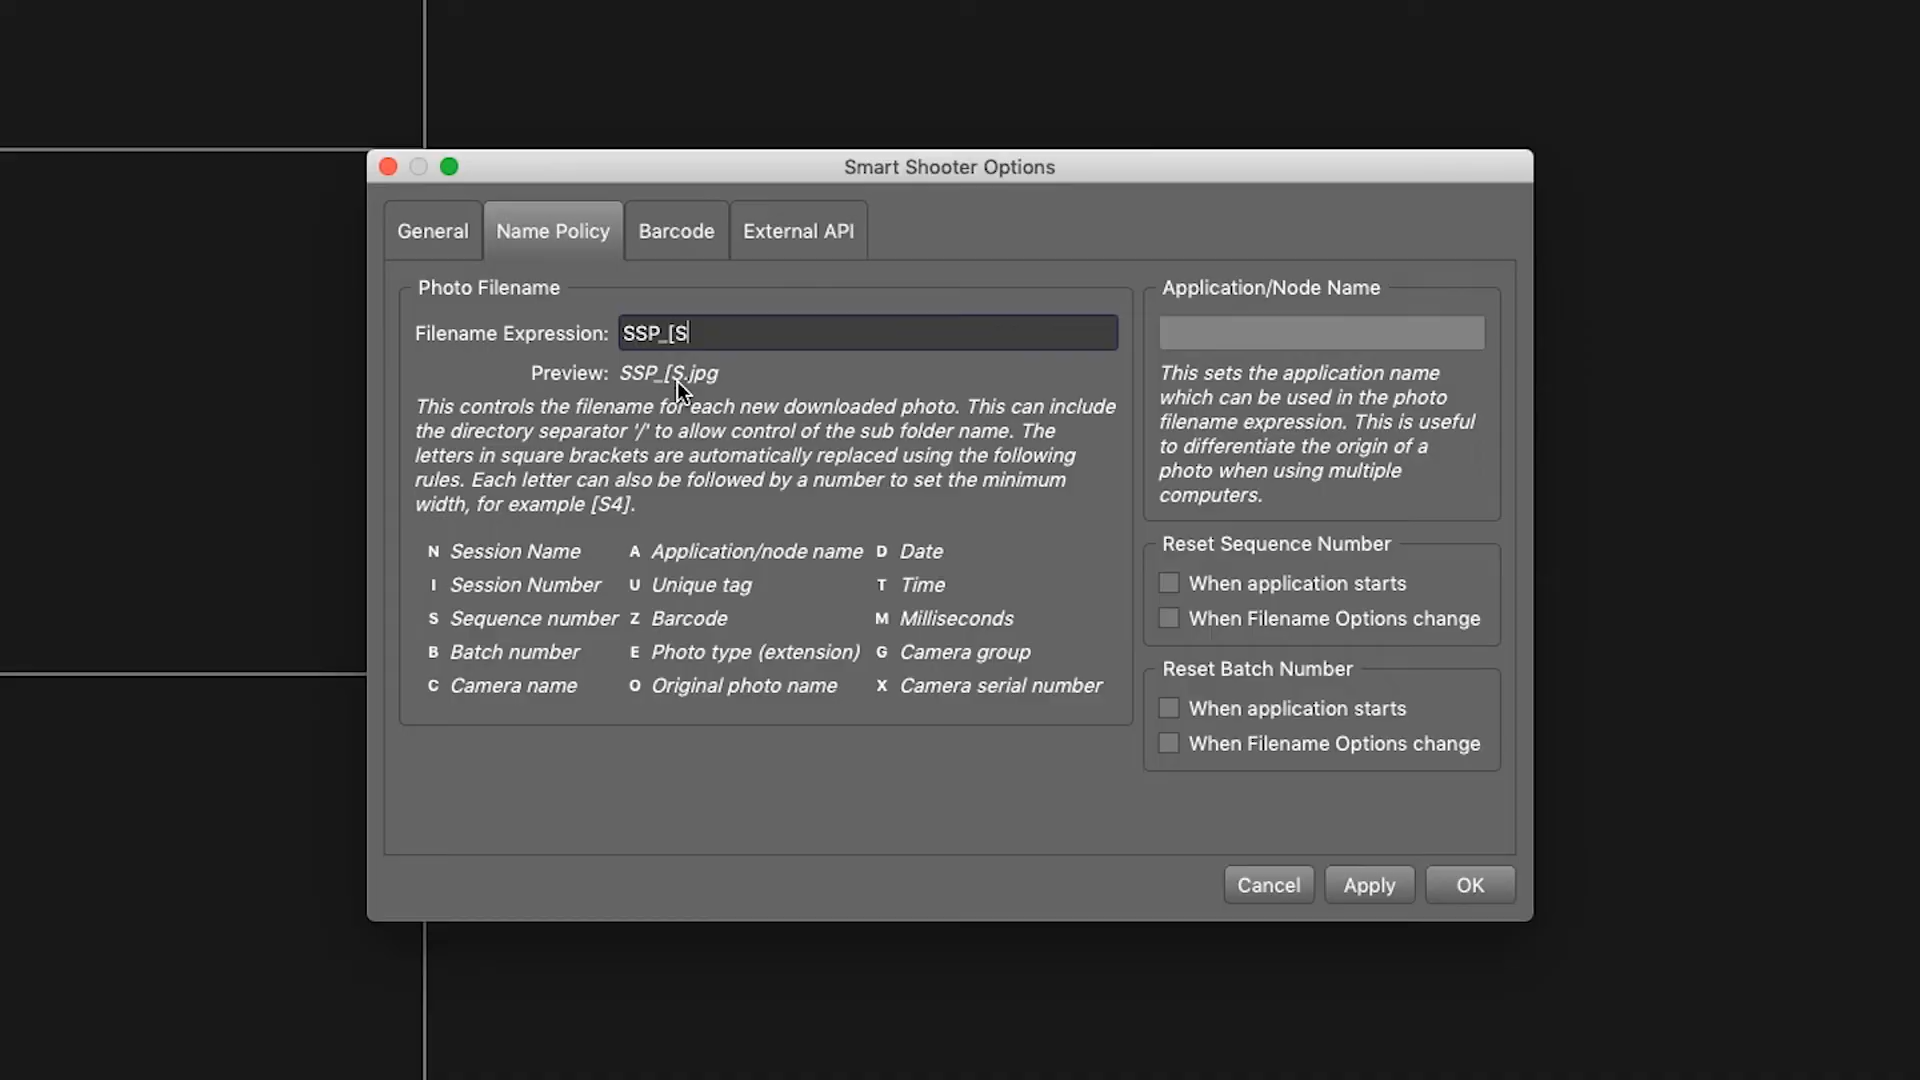 Smart Shooter Options
General Name Policy Barcode External API
Photo Filename
Filename Expression: SSP_[S
Preview: SSP_[S.jpg
This controls the filename for each new downloaded photo. This can include
the directory separator '/' to allow control of the sub folder name. The
letters in square brackets are automatically replaced using the following
rules. Each letter can also be followed by a number to set the minimum
width, for example [S4].
N Session Name A Application/node name D Date
I Session Number U Unique tag T Time
S Sequence number Z Barcode M Milliseconds
B Batch number E Photo type (extension) G Camera group
C Camera name O Original photo name X Camera serial number
Application/Node Name
This sets the application name
which can be used in the photo
filename expression. This is useful
to differentiate the origin of a
photo when using multiple
computers.
Reset Sequence Number
When application starts
When Filename Options change
Reset Batch Number
When application starts
When Filename Options change
Cancel Apply OK